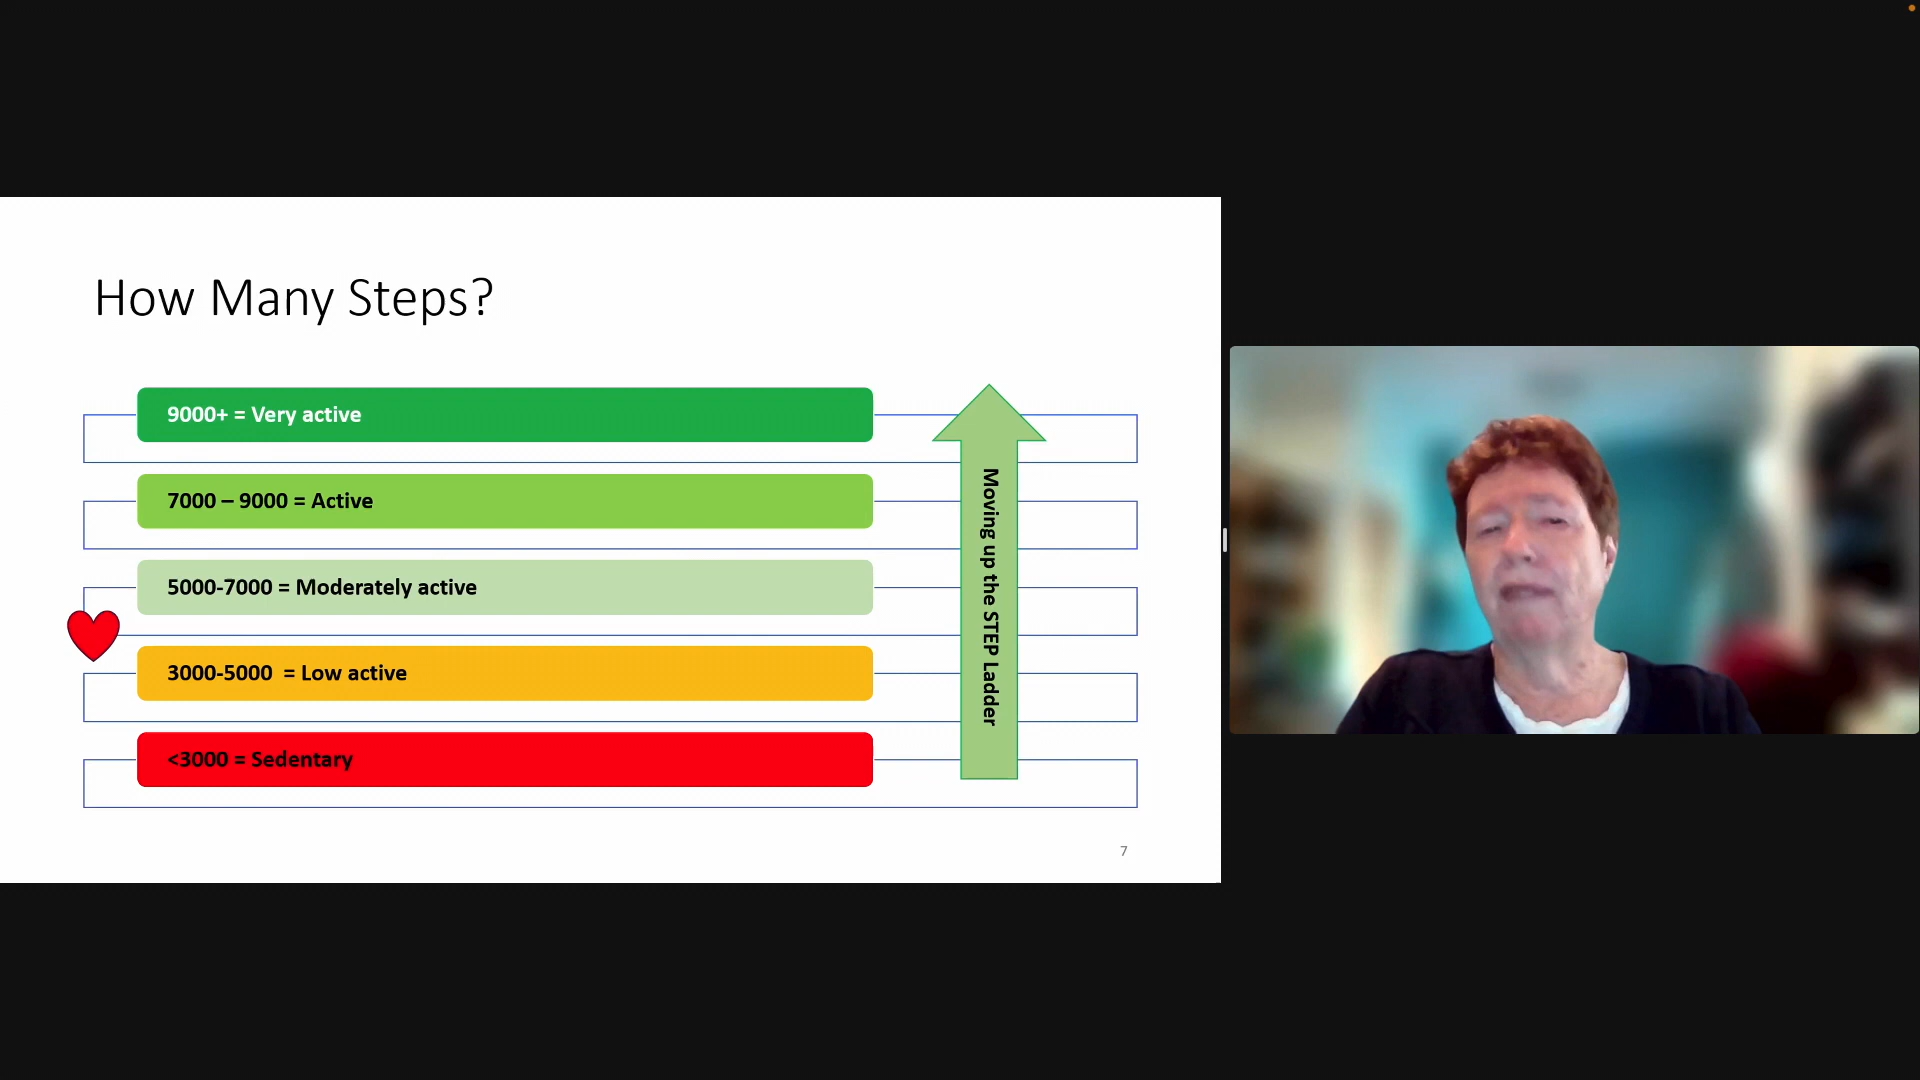 How Many Steps?
9000+ = Very active
7000 – 9000 = Active
5000-7000 = Moderately active
3000-5000  = Low active
<3000 = Sedentary
Moving up the STEP Ladder
7